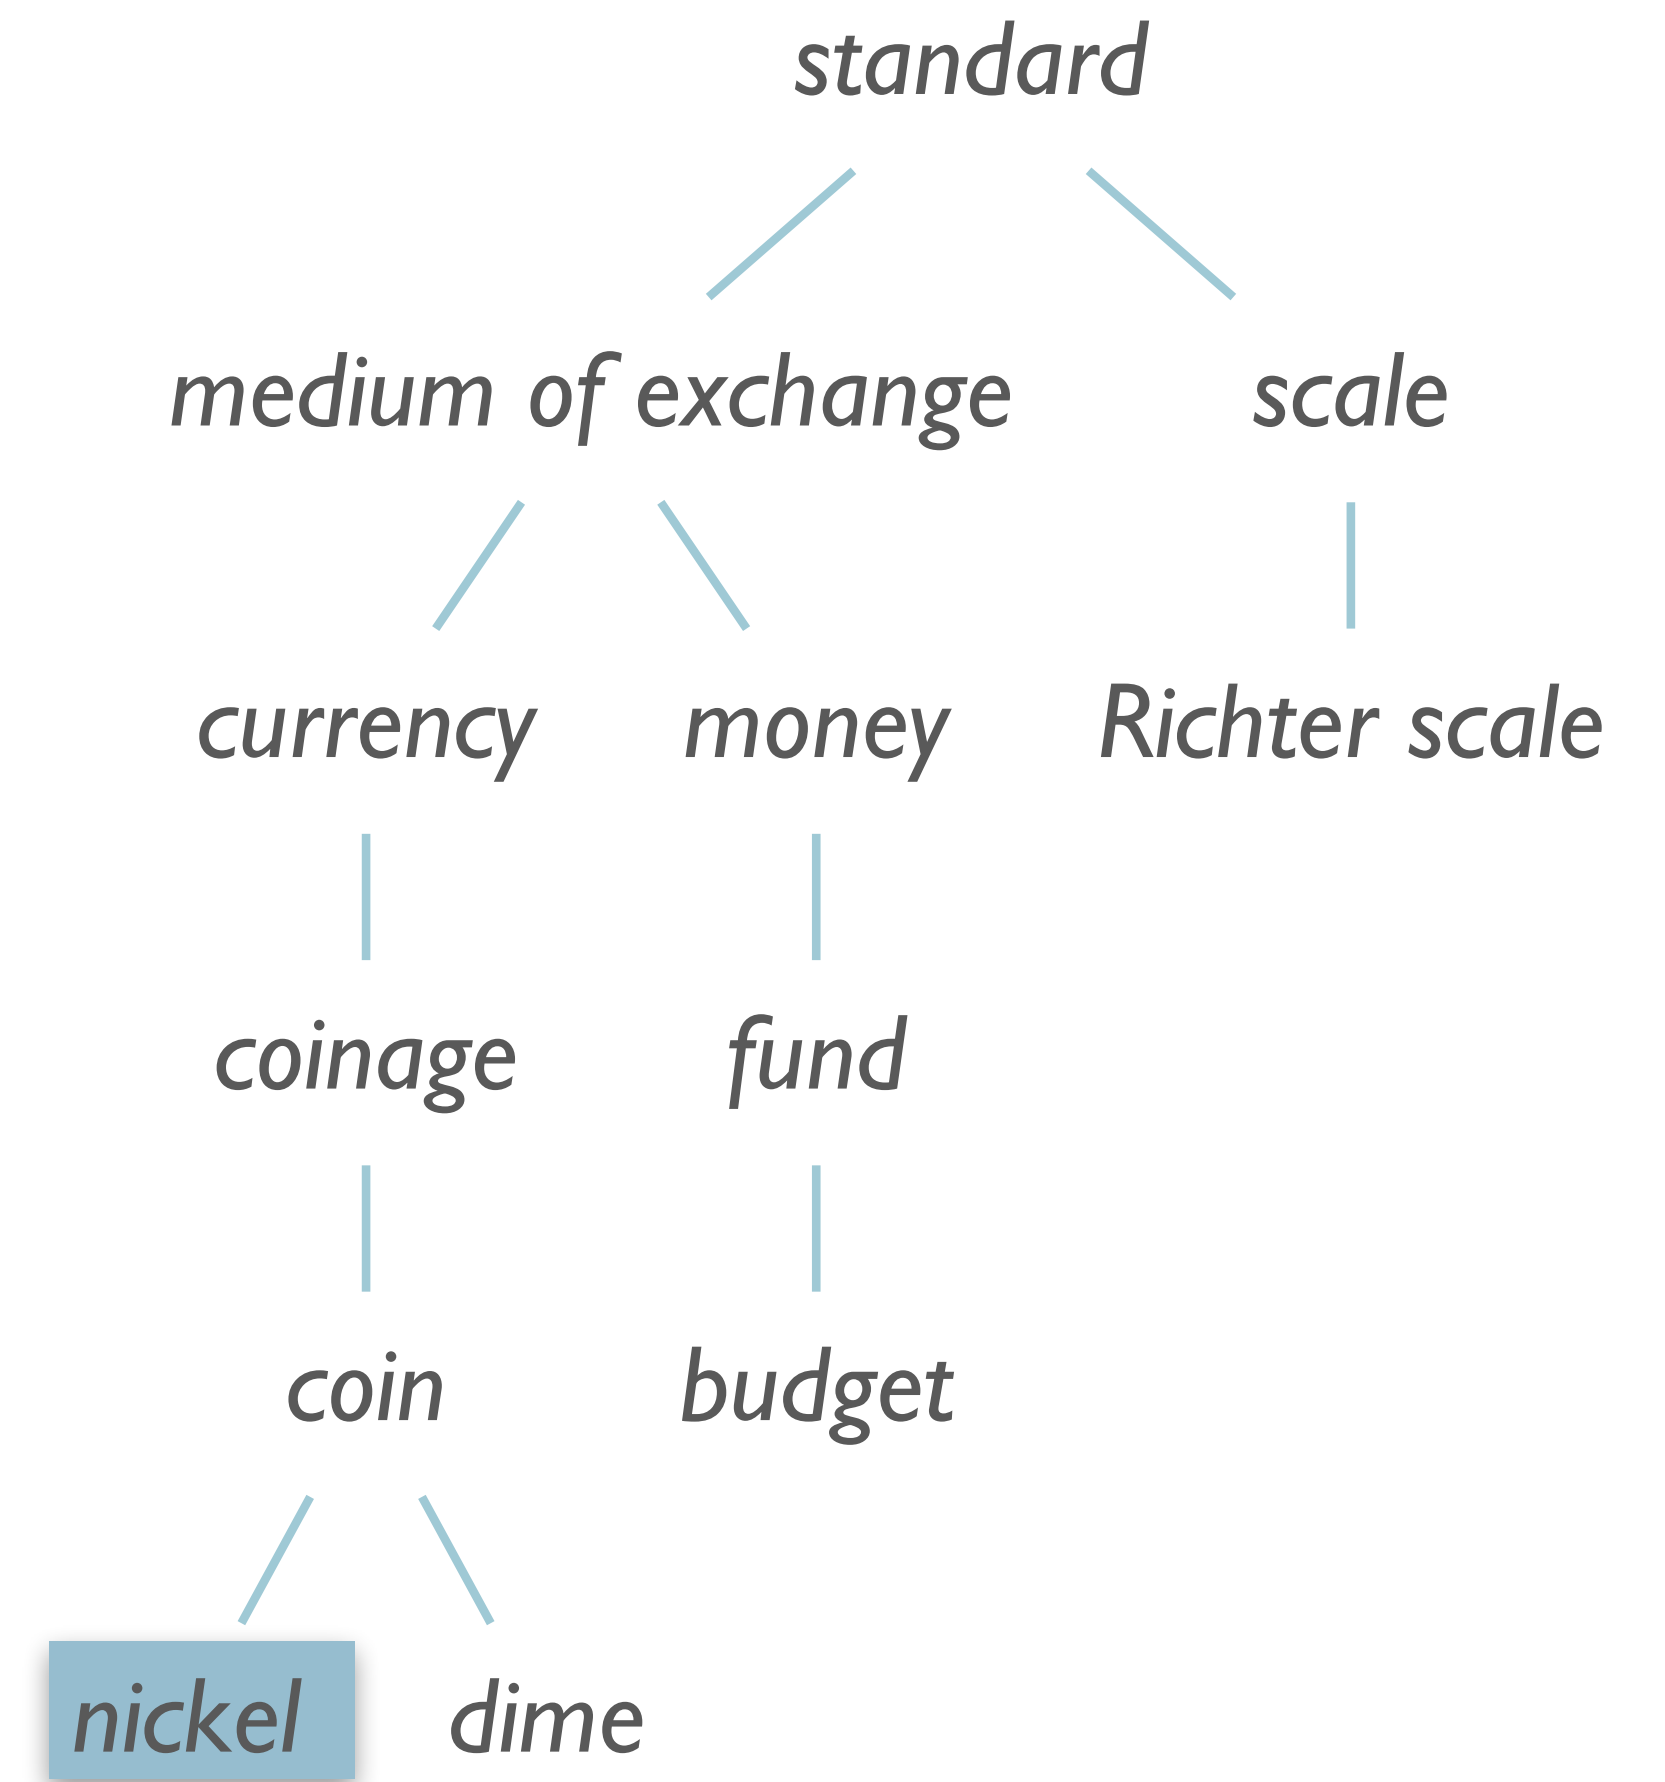 standard
medium of exchange
scale
currency
money
Richter scale
coinage
fund
coin
budget
nickel
dime